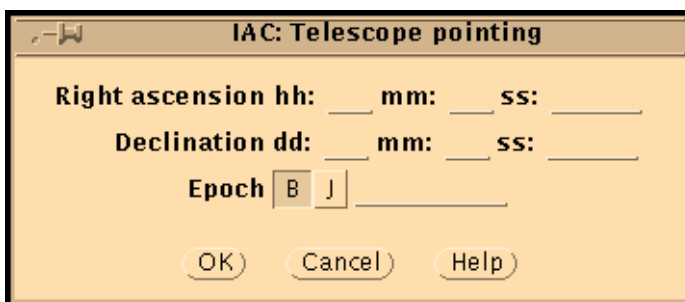 IAC: Telescope pointing
Right ascension hh: mm: ss:
Declination dd: mm: ss:
Epoch B J
OK Cancel Help